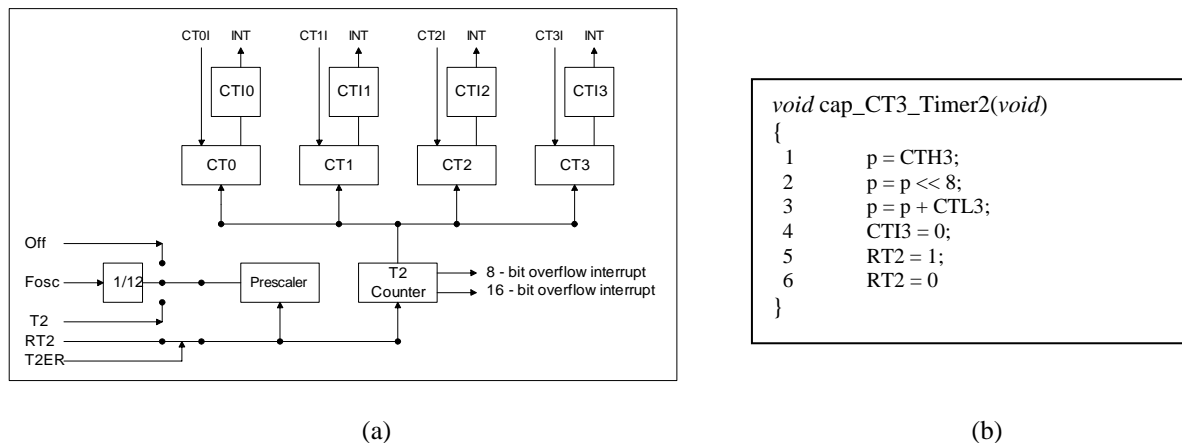 CT0I INT CT1I INT CT2I INT CT3I INT
CTI0 CTI1 CTI2 CTI3
CT0 CT1 CT2 CT3
Off
Fosc 1/12 Prescaler T2 Counter 8 - bit overflow interrupt
16 - bit overflow interrupt
T2
RT2
T2ER
(a)
void cap_CT3_Timer2(void)
{
1 p = CTH3;
2 p = p << 8;
3 p = p + CTL3;
4 CTI3 = 0;
5 RT2 = 1;
6 RT2 = 0
}
(b)